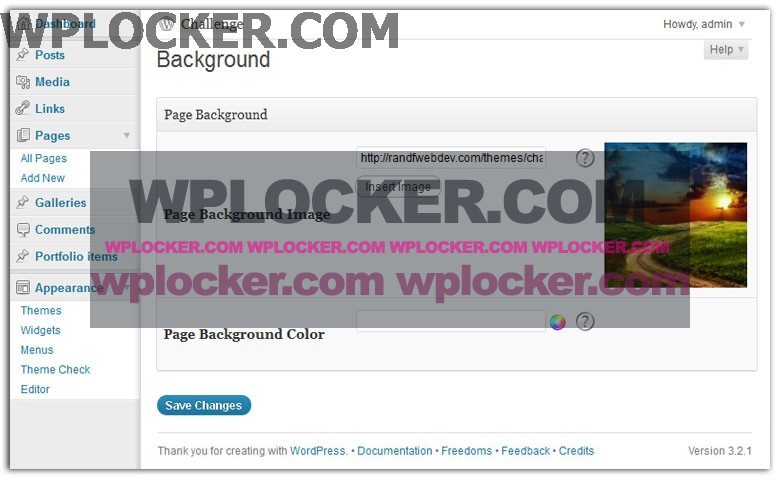 Dashboard
WPLOCKER.COM
Challenge
Howdy, admin
Help
Posts
Background
Media
Links
Page Background
Pages
All Pages
http://randfwebdev.com/themes/cha
?
Add New
Insert Image
WPLOCKER.COM
Galleries
Page Background Image
Comments
WPLOCKER.COM WPLOCKER.COM WPLOCKER.COM WPLOCKER.COM
Portfolio items
wplocker.com wplocker.com
Appearance
Themes
Page Background Color
?
Widgets
Menus
Theme Check
Editor
Save Changes
Thank you for creating with WordPress. • Documentation • Freedoms • Feedback • Credits
Version 3.2.1